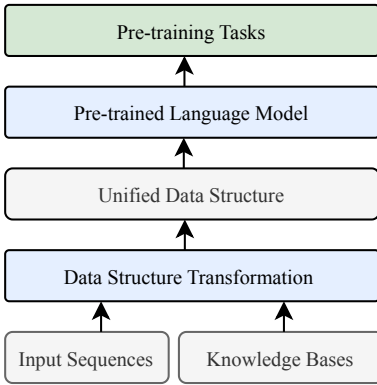 Pre-training Tasks
Pre-trained Language Model
Unified Data Structure
Data Structure Transformation
Input Sequences
Knowledge Bases